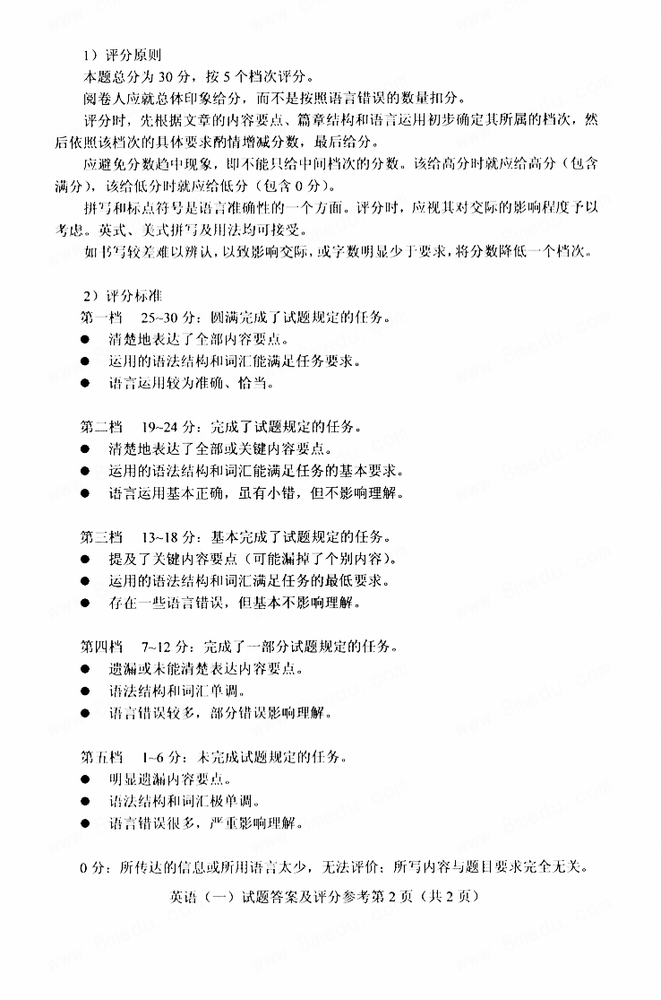 1）评分原则
本题总分为 30 分，按 5 个档次评分。
阅卷人应就总体印象给分，而不是按照语言错误的数量扣分。
评分时，先根据文章的内容要点、篇章结构和语言运用初步确定其所属的档次，然
后依照该档次的具体要求酌情增减分数，最后给分。
应避免分数趋中现象，即不能只给中间档次的分数。该给高分时就应给高分（包含
满分），该给低分时就应给低分（包含 0 分）。
拼写和标点符号是语言准确性的一个方面。评分时，应视其对交际的影响程度予以
考虑。英式、美式拼写及用法均可接受。
如书写较差难以辨认，以致影响交际，或字数明显少于要求，将分数降低一个档次。
2）评分标准
第一档 25~30 分：圆满完成了试题规定的任务。
● 清楚地表达了全部内容要点。
● 运用的语法结构和词汇能满足任务要求。
● 语言运用较为准确、恰当。
第二档 19~24 分：完成了试题规定的任务。
● 清楚地表达了全部或关键内容要点。
● 运用的语法结构和词汇能满足任务的基本要求。
● 语言运用基本正确，虽有小错，但不影响理解。
第三档 13~18 分：基本完成了试题规定的任务。
● 提及了关键内容要点（可能漏掉了个别内容）。
● 运用的语法结构和词汇满足任务的最低要求。
● 存在一些语言错误，但基本不影响理解。
第四档 7~12 分：完成了一部分试题规定的任务。
● 遗漏或未能清楚表达内容要点。
● 语法结构和词汇单调。
● 语言错误较多，部分错误影响理解。
第五档 1~6 分：未完成试题规定的任务。
● 明显遗漏内容要点。
● 语法结构和词汇极单调。
● 语言错误很多，严重影响理解。
0 分：所传达的信息或所用语言太少，无法评价；所写内容与题目要求完全无关。
英语（一）试题答案及评分参考第 2 页（共 2 页）